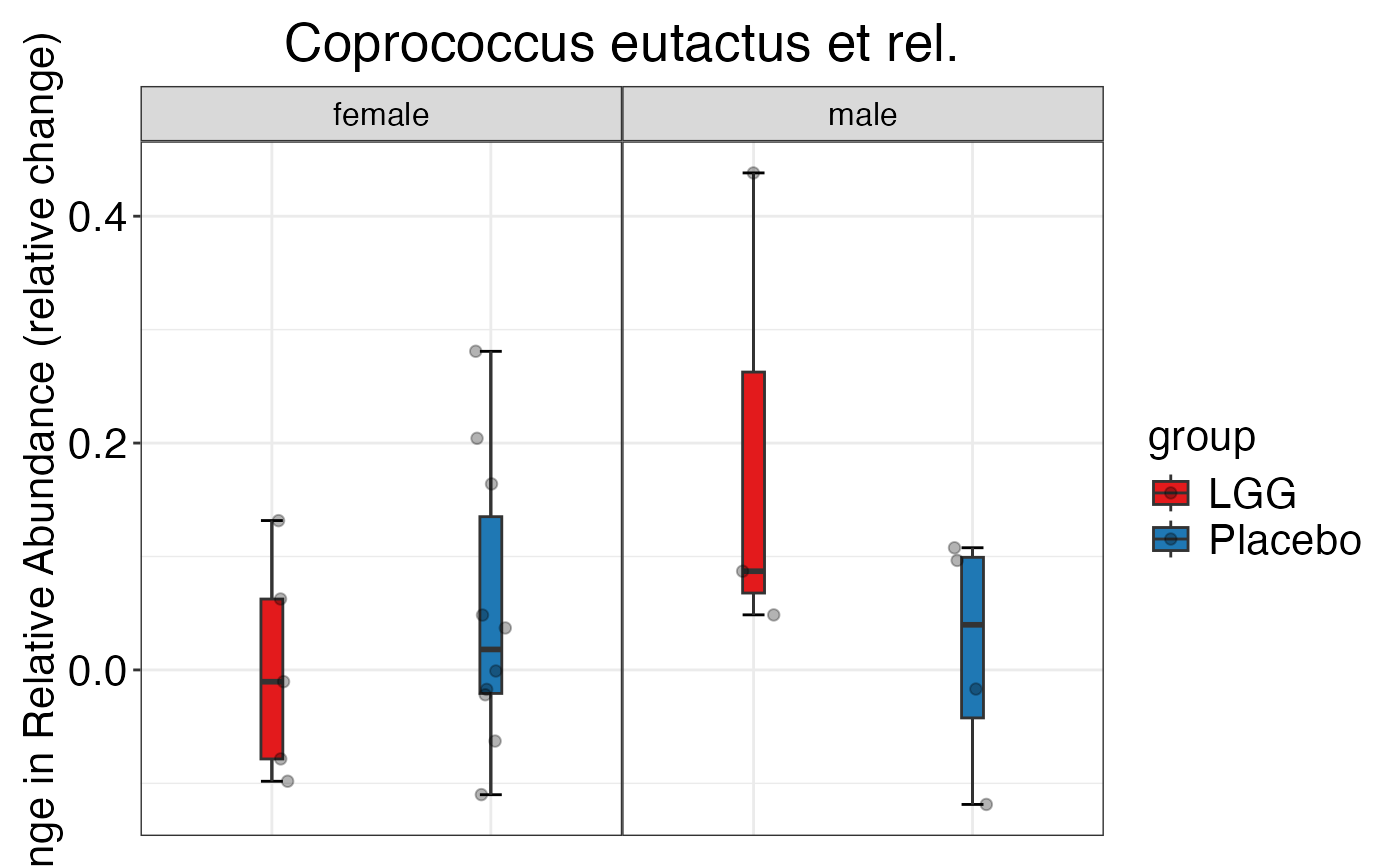 Coprococcus eutactus et rel.
female
male
nge in Relative Abundance (relative change)
0.4
0.2
0.0
group
LGG
Placebo